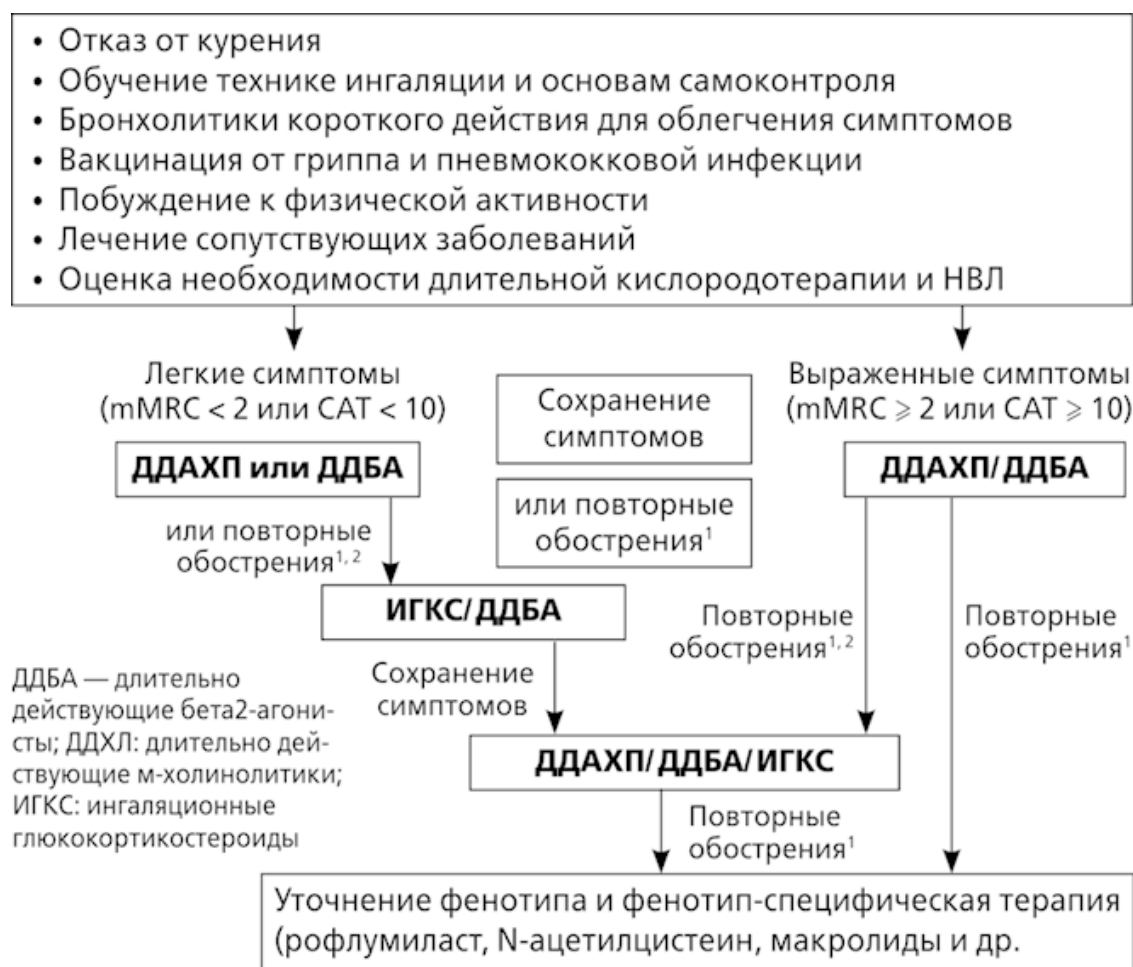 • Отказ от курения
• Обучение технике ингаляции и основам самоконтроля
• Бронхолитики короткого действия для облегчения симптомов
• Вакцинация от гриппа и пневмококковой инфекции
• Побуждение к физической активности
• Лечение сопутствующих заболеваний
• Оценка необходимости длительной кислородотерапии и НВЛ
Легкие симптомы
(mMRC < 2 или CAT < 10)
ДДАХП или ДДБА
Сохранение
симптомов
или повторные
обострения¹
Выраженные симптомы
(mMRC ⩾ 2 или CAT ⩾ 10)
ДДАХП/ДДБА
или повторные
обострения¹,²
ИГКС/ДДБА
Повторные
обострения¹,²
Повторные
обострения¹
Сохранение
симптомов
ДДБА — длительно
действующие бета2-агони-
сты; ДДХЛ: длительно дей-
ствующие м-холинолитики;
ИГКС: ингаляционные
глюкокортикостероиды
ДДАХП/ДДБА/ИГКС
Повторные
обострения¹
Уточнение фенотипа и фенотип-специфическая терапия
(рофлумиласт, N-ацетилцистеин, макролиды и др.